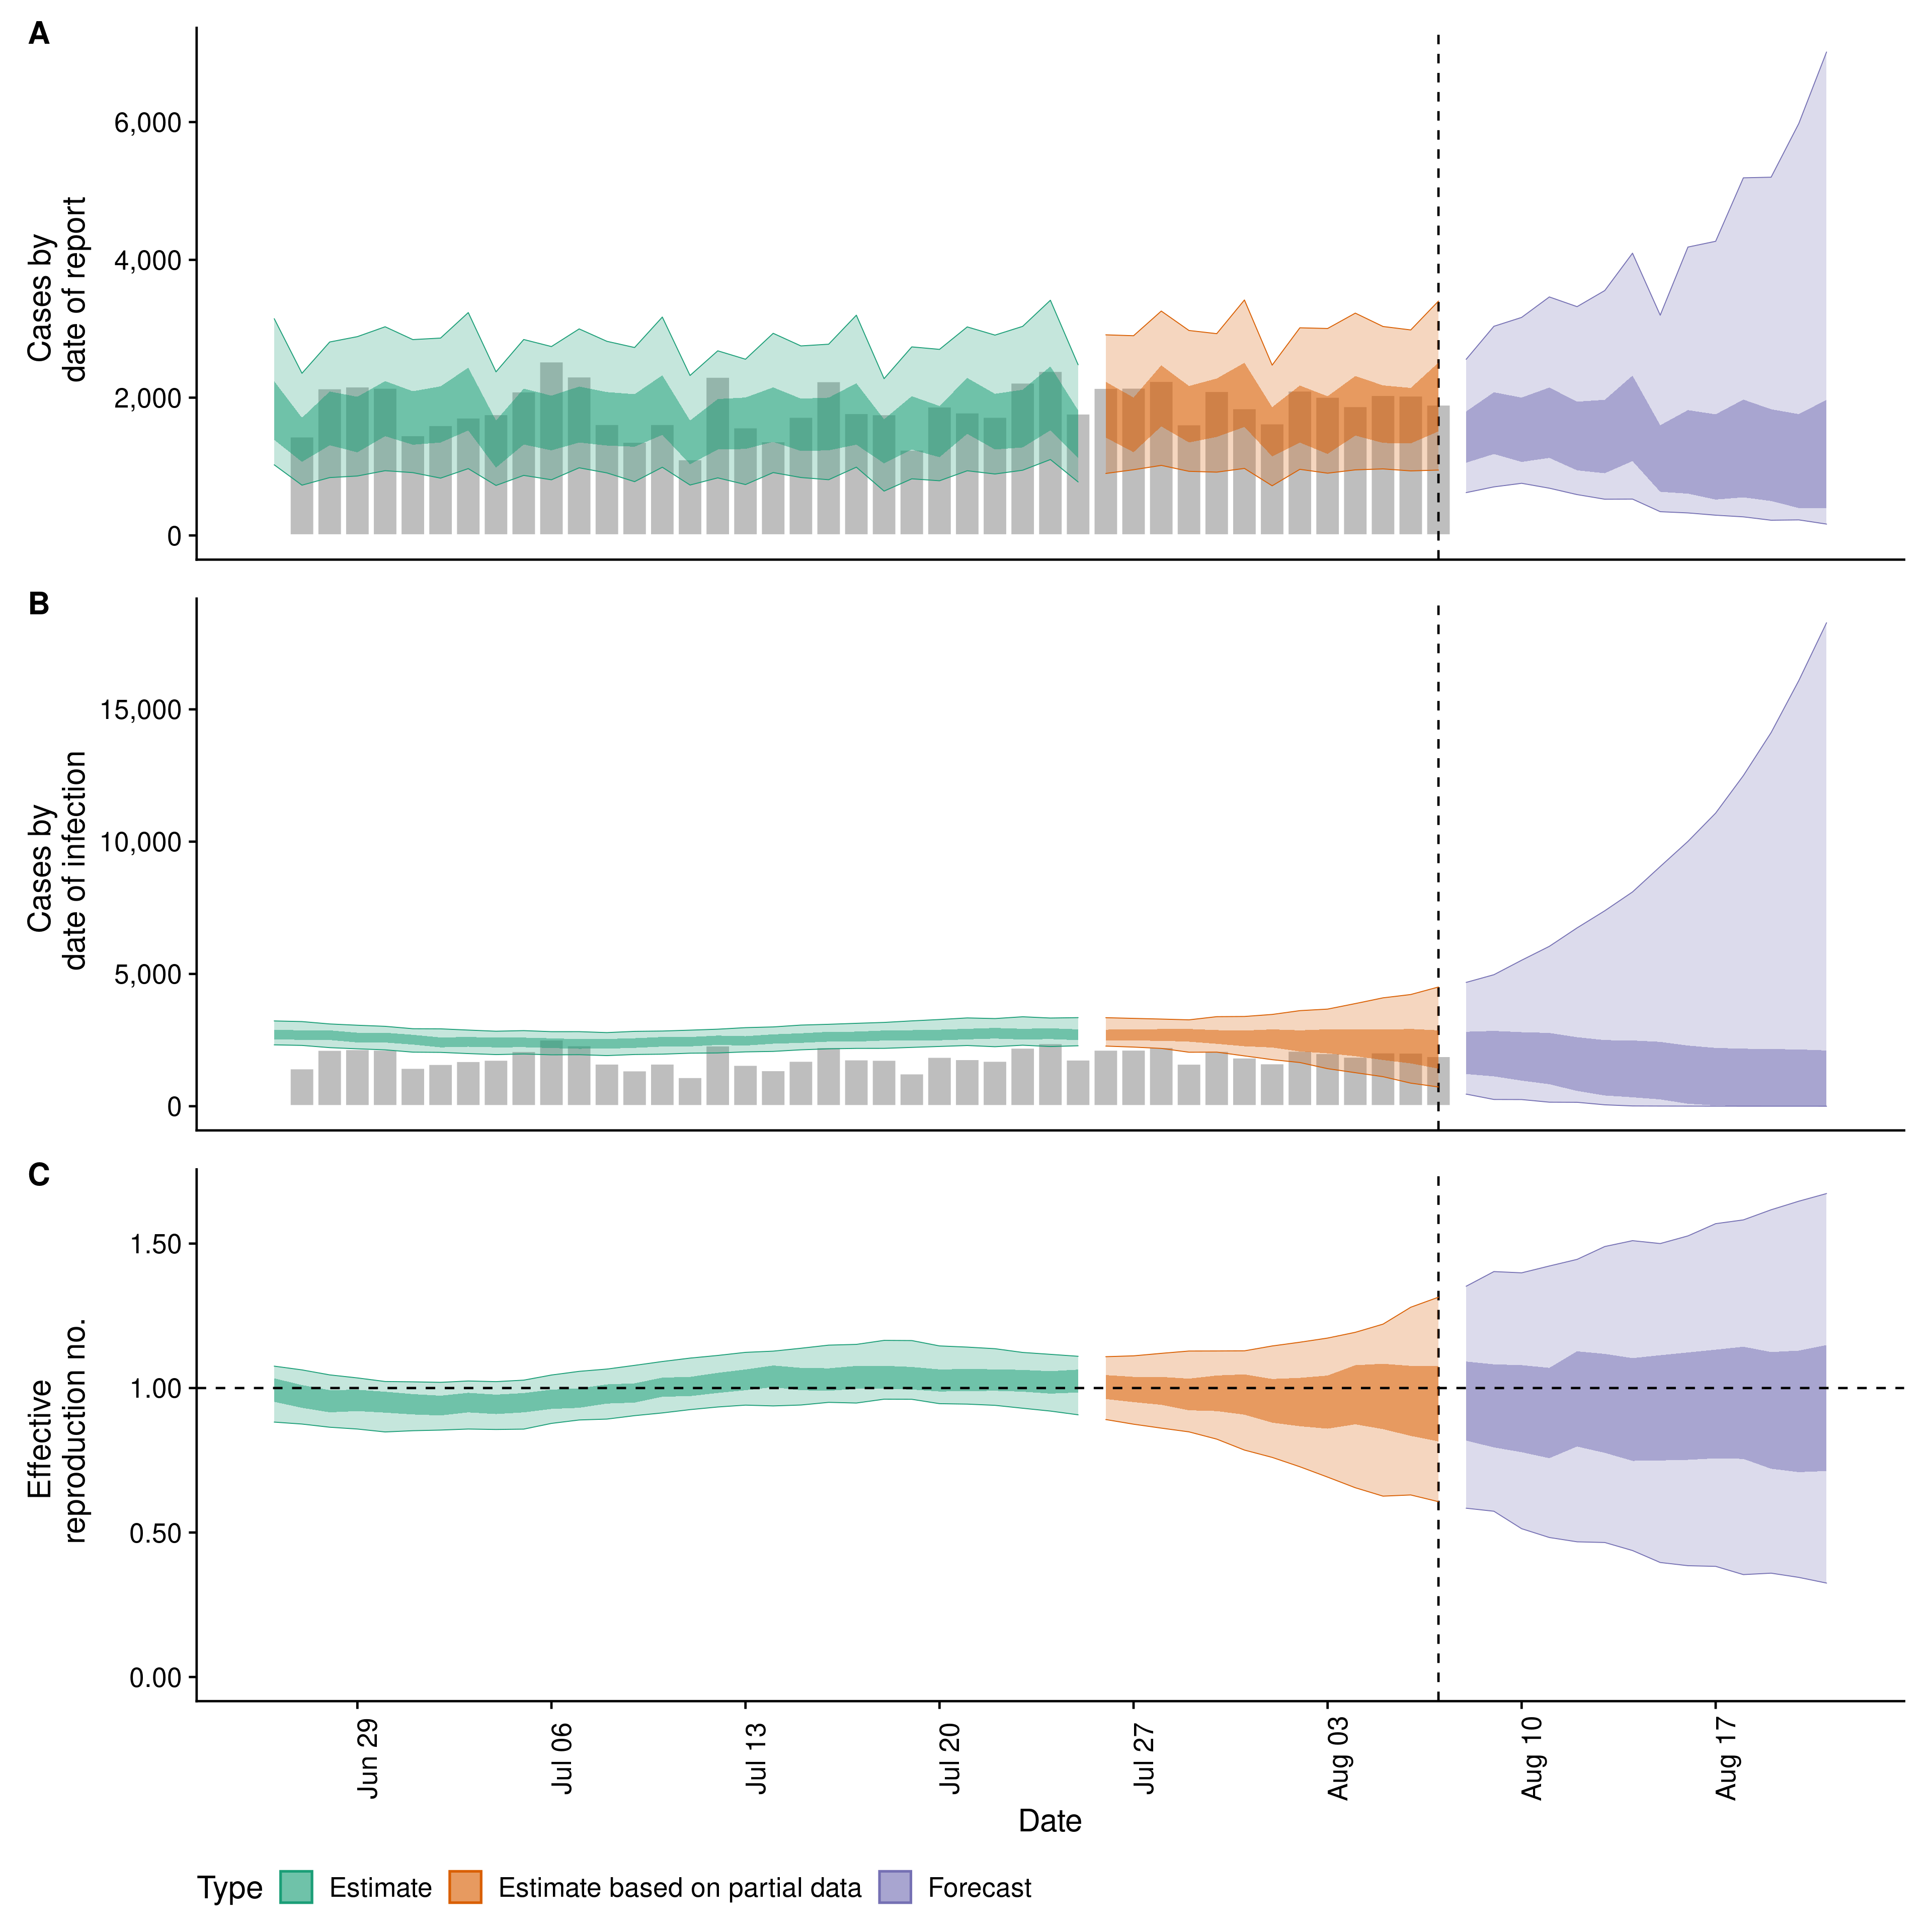 A
Cases by
date of report
6,000
4,000
2,000
0
B
Cases by
date of infection
15,000
10,000
5,000
0
C
Effective
reproduction no.
1.50
1.00
0.50
0.00
Jun 29
Jul 06
Jul 13
Jul 20
Jul 27
Aug 03
Aug 10
Aug 17
Date
Type Estimate Estimate based on partial data Forecast